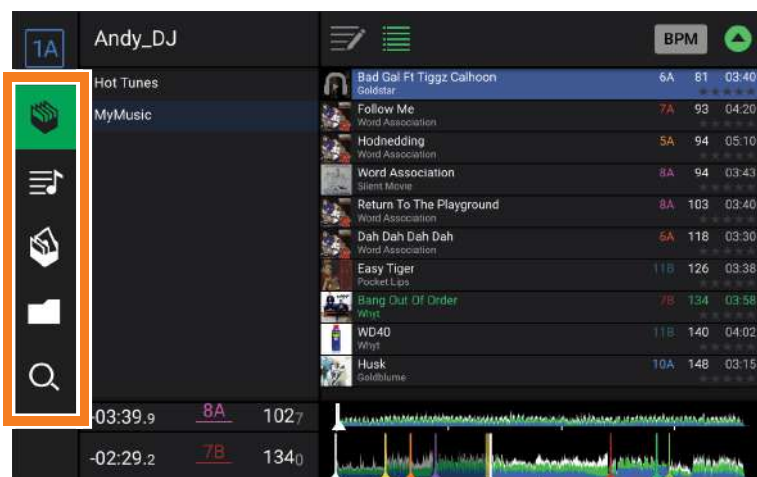 1A
Andy_DJ
BPM
Hot Tunes
MyMusic
Bad Gal Ft Tiggz Calhoon 6A 81 03:40
Goldstar
Follow Me 7A 93 04:20
Word Association
Hodnedding 5A 94 05:10
Word Association
Word Association 8A 94 03:43
Silent Movie
Return To The Playground 8A 103 03:40
Word Association
Dah Dah Dah Dah 6A 118 03:30
Word Association
Easy Tiger 11B 126 03:38
Pocket Lips
Bang Out Of Order 7B 134 03:58
Whyt
WD40 11B 140 04:02
Whyt
Husk 10A 148 03:15
Goldblume
-03:39.9 8A 1027
-02:29.2 7B 1340